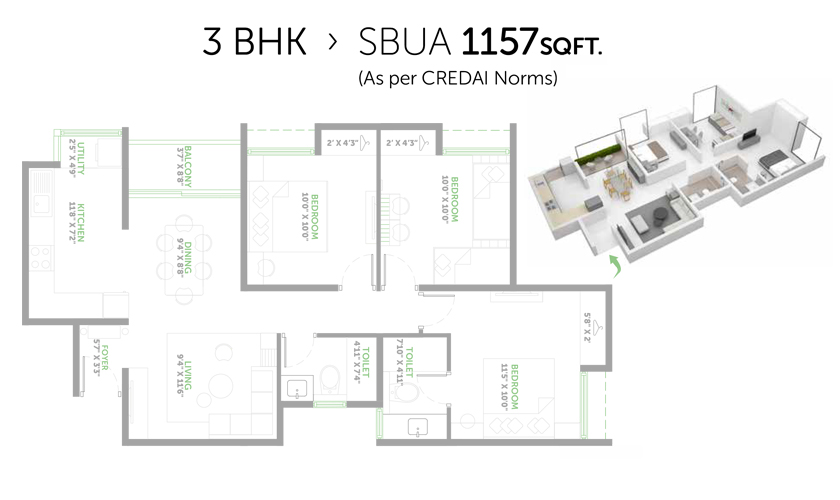 3 BHK › SBUA 1157SQFT.
(As per CREDAI Norms)
UTILITY
2'5" X 4'9"
BALCONY
3'7" X 8'8"
2' X 4'3"
2' X 4'3"
BEDROOM
10'0" X 10'0"
BEDROOM
10'0" X 10'0"
KITCHEN
11'8" X 7'2"
DINING
9'4" X 8'8"
5'8" X 2'
FOYER
5'7" X 3'3"
LIVING
9'4" X 11'6"
TOILET
4'11" X 7'4"
TOILET
7'10" X 4'11"
BEDROOM
11'5" X 10'0"